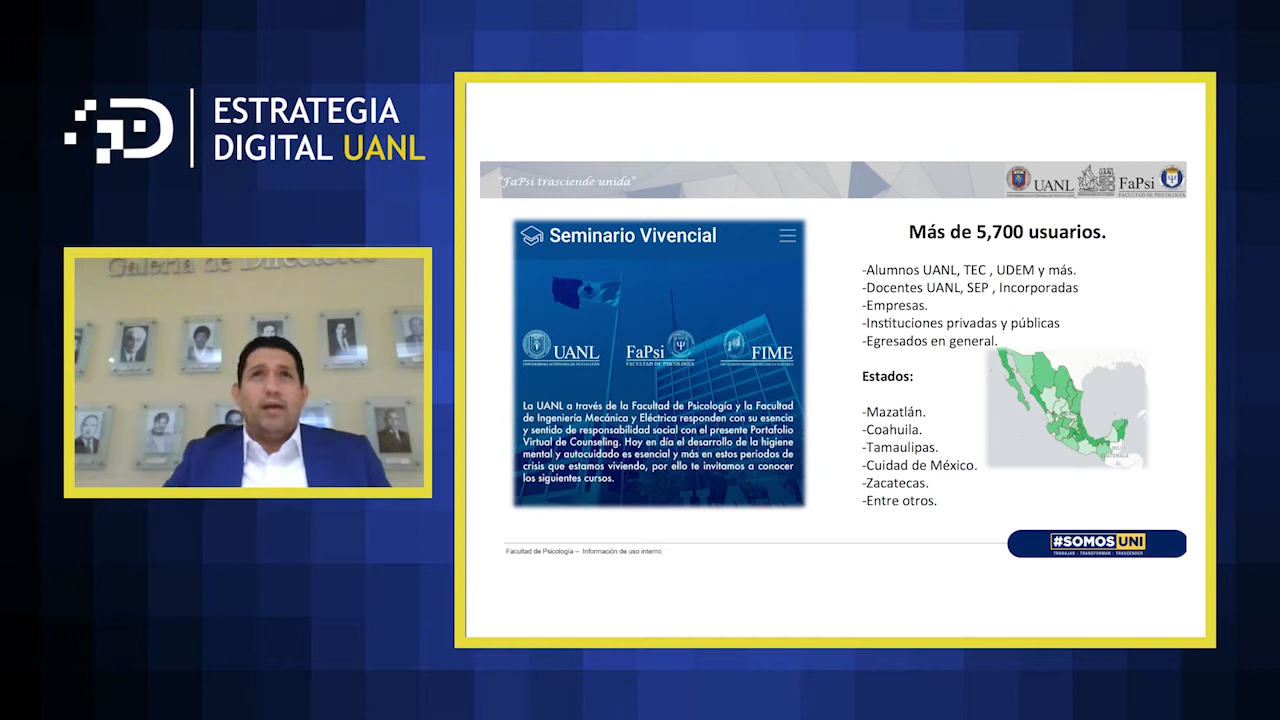 ESTRATEGIA
DIGITAL UANL
Galería de Directores
"FaPsi trasciende unida"
UANL
FaPsi
FACULTAD DE PSICOLOGÍA
Seminario Vivencial
UANL
FaPsi
FACULTAD DE PSICOLOGÍA
FIME
La UANL a través de la Facultad de Psicología y la Facultad
de Ingeniería Mecánica y Eléctrica responden con su esencia
y sentido de responsabilidad social con el presente Portafolio
Virtual de Counseling. Hoy en día el desarrollo de la higiene
mental y autocuidado es esencial y más en estos periodos de
crisis que estamos viviendo, por ello te invitamos a conocer
los siguientes cursos.
Más de 5,700 usuarios.
-Alumnos UANL, TEC , UDEM y más.
-Docentes UANL, SEP , Incorporadas
-Empresas.
-Instituciones privadas y públicas
-Egresados en general.
Estados:
-Mazatlán.
-Coahuila.
-Tamaulipas.
-Cuidad de México.
-Zacatecas.
-Entre otros.
Facultad de Psicología – Información de uso interno
#SOMOS UNI
TRABAJAR · TRANSFORMAR · TRASCENDER